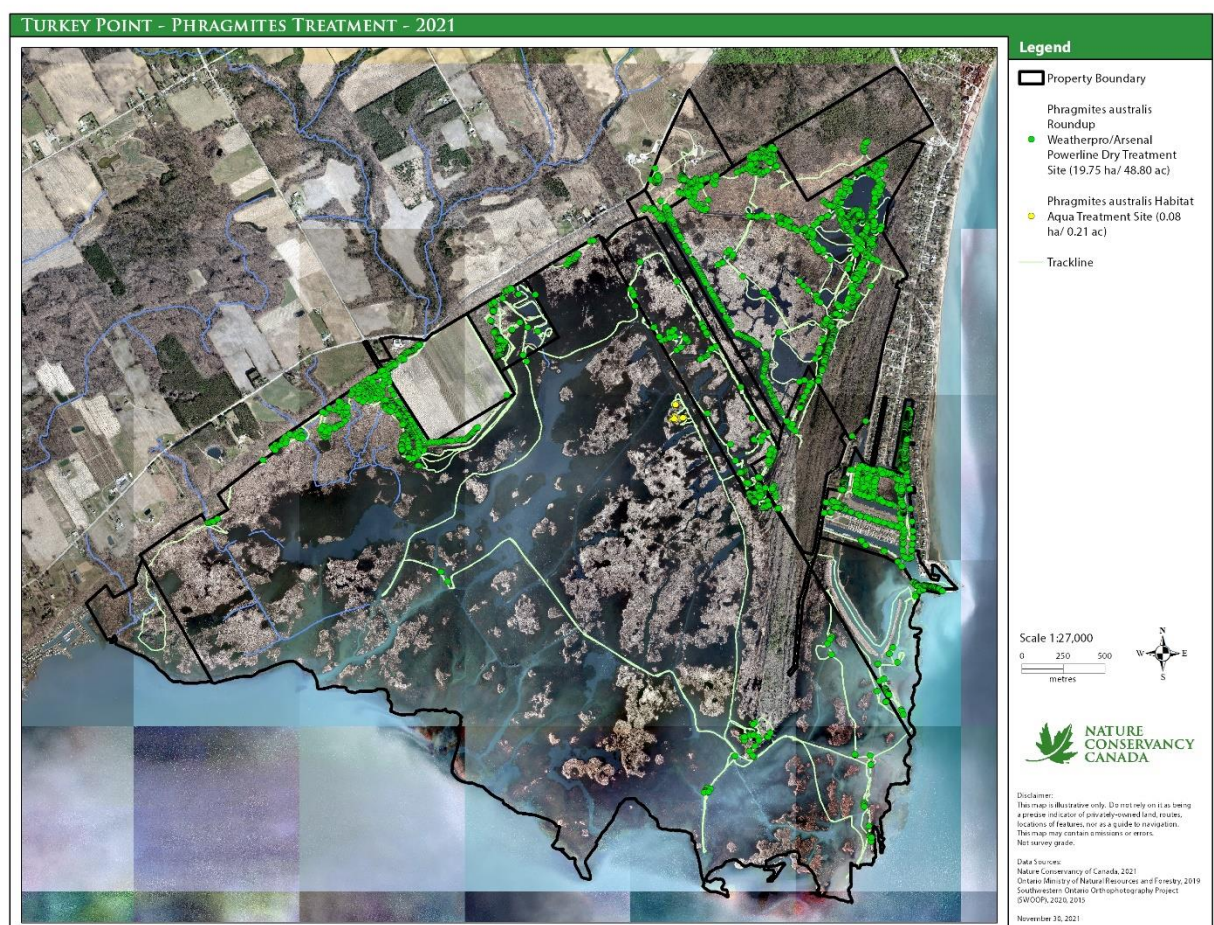 TURKEY POINT - PHRAGMITES TREATMENT - 2021
Legend
Property Boundary
Phragmites australis
Roundup
Weatherpro/Arsenal
Powerline Dry Treatment
Site (19.75 ha/ 48.80 ac)
Phragmites australis Habitat
Aqua Treatment Site (0.08
ha/ 0.21 ac)
Trackline
Scale 1:27,000
0 250 500
metres
N
W E
S
NATURE
CONSERVANCY
CANADA
Disclaimer:
This map is illustrative only. Do not rely on it as being
a precise indicator of privately-owned land, routes,
locations of features, nor as a guide to navigation.
This map may contain omissions or errors.
Not survey grade.
Data Sources:
Nature Conservancy of Canada, 2021
Ontario Ministry of Natural Resources and Forestry, 2019
Southwestern Ontario Orthophotography Project
(SWOOP), 2020, 2015
November 30, 2021